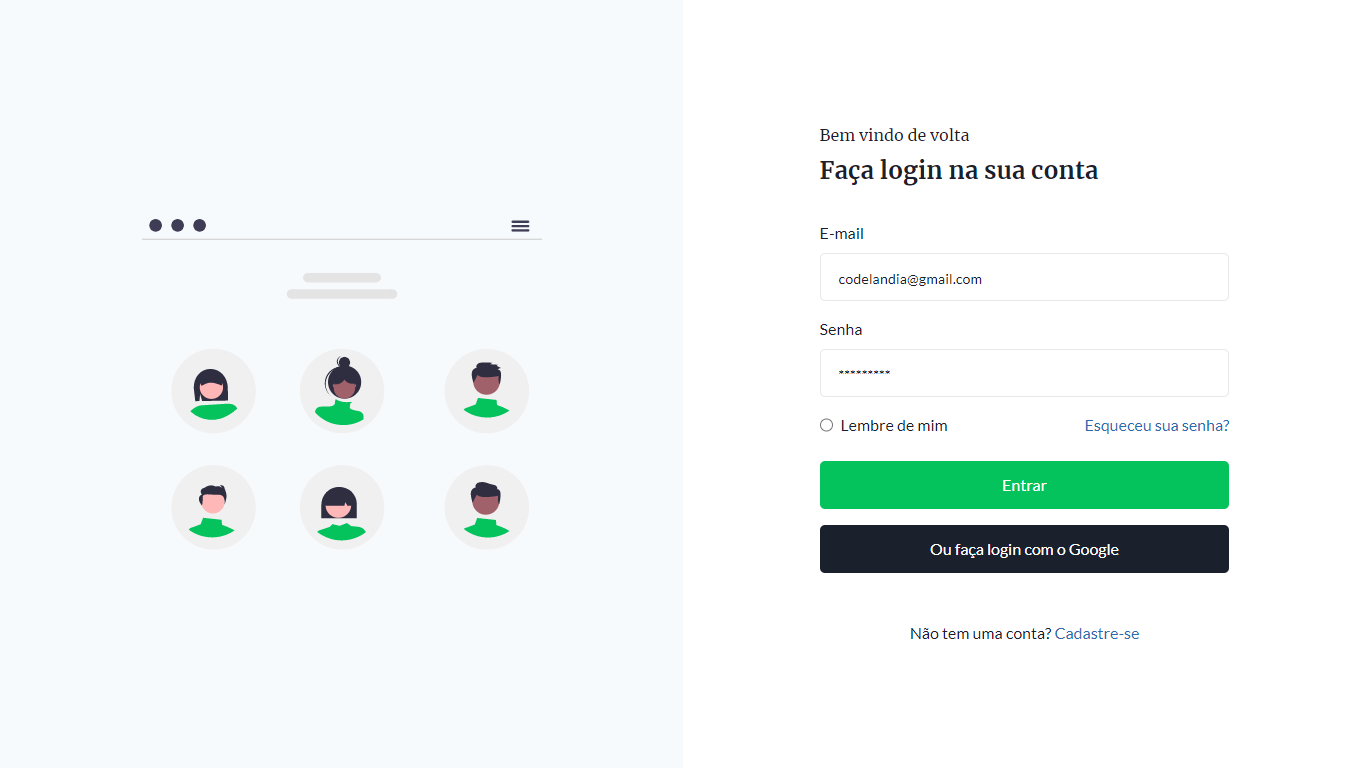 Bem vindo de volta
Faça login na sua conta
E-mail
codelandia@gmail.com
Senha
*********
Lembre de mim
Esqueceu sua senha?
Entrar
Ou faça login com o Google
Não tem uma conta? Cadastre-se